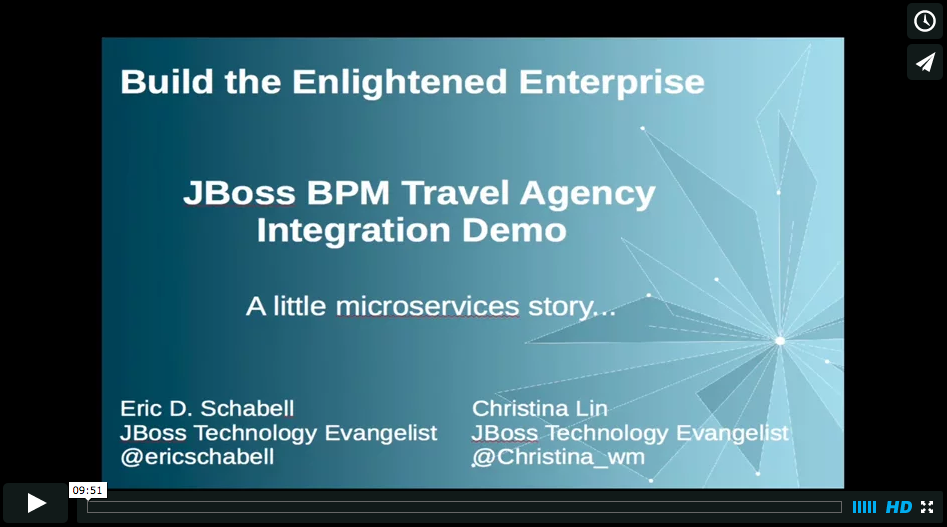 Build the Enlightened Enterprise
JBoss BPM Travel Agency
Integration Demo
A little microservices story...
Eric D. Schabell
JBoss Technology Evangelist
@ericschabell
Christina Lin
JBoss Technology Evangelist
@Christina_wm
09:51
HD